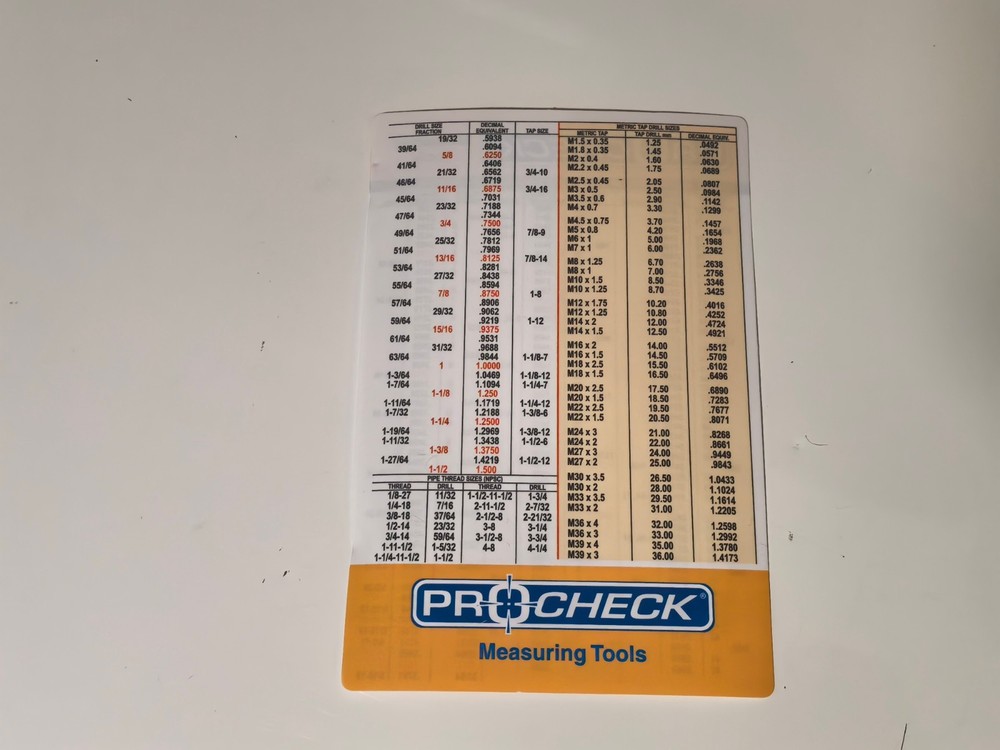 DRILL SIZE FRACTION DECIMAL EQUIVALENT TAP SIZE
19/32 .5938
39/64 .6094
5/8 .6250
41/64 .6406
21/32 .6562 3/4-10
46/64 .6719
11/16 .6875 3/4-16
45/64 .7031
23/32 .7188
47/64 .7344
3/4 .7500
49/64 .7656 7/8-9
25/32 .7812
51/64 .7969
13/16 .8125 7/8-14
53/64 .8281
27/32 .8438
55/64 .8594
7/8 .8750 1-8
57/64 .8906
29/32 .9062
59/64 .9219 1-12
15/16 .9375
61/64 .9531
31/32 .9688
63/64 .9844 1-1/8-7
1 1.0000
1-3/64 1.0469 1-1/8-12
1-7/64 1.1094 1-1/4-7
1-1/8 1.250
1-11/64 1.1719 1-1/4-12
1-7/32 1.2188 1-3/8-6
1-1/4 1.2500
1-19/64 1.2969 1-3/8-12
1-11/32 1.3438 1-1/2-6
1-3/8 1.3750
1-27/64 1.4219 1-1/2-12
1-1/2 1.500
PIPE THREAD SIZES (NPSC)
THREAD DRILL THREAD DRILL
1/8-27 11/32 1-1/2-11-1/2 1-3/4
1/4-18 7/16 2-11-1/2 2-7/32
3/8-18 37/64 2-1/2-8 2-21/32
1/2-14 23/32 3-8 3-1/4
3/4-14 59/64 3-1/2-8 3-3/4
1-11-1/2 1-5/32 4-8 4-1/4
1-1/4-11-1/2 1-1/2
METRIC TAP DRILL SIZES
METRIC TAP TAP DRILL mm DECIMAL EQUIV.
M1.5 x 0.35 1.25 .0492
M1.8 x 0.35 1.45 .0571
M2 x 0.4 1.60 .0630
M2.2 x 0.45 1.75 .0689
M2.5 x 0.45 2.05 .0807
M3 x 0.5 2.50 .0984
M3.5 x 0.6 2.90 .1142
M4 x 0.7 3.30 .1299
M4.5 x 0.75 3.70 .1457
M5 x 0.8 4.20 .1654
M6 x 1 5.00 .1968
M7 x 1 6.00 .2362
M8 x 1.25 6.70 .2638
M8 x 1 7.00 .2756
M10 x 1.5 8.50 .3346
M10 x 1.25 8.70 .3425
M12 x 1.75 10.20 .4016
M12 x 1.25 10.80 .4252
M14 x 2 12.00 .4724
M14 x 1.5 12.50 .4921
M16 x 2 14.00 .5512
M16 x 1.5 14.50 .5709
M18 x 2.5 15.50 .6102
M18 x 1.5 16.50 .6496
M20 x 2.5 17.50 .6890
M20 x 1.5 18.50 .7283
M22 x 2.5 19.50 .7677
M22 x 1.5 20.50 .8071
M24 x 3 21.00 .8268
M24 x 2 22.00 .8661
M27 x 3 24.00 .9449
M27 x 2 25.00 .9843
M30 x 3.5 26.50 1.0433
M30 x 2 28.00 1.1024
M33 x 3.5 29.50 1.1614
M33 x 2 31.00 1.2205
M36 x 4 32.00 1.2598
M36 x 3 33.00 1.2992
M39 x 4 35.00 1.3780
M39 x 3 36.00 1.4173
PROCHECK®
Measuring Tools